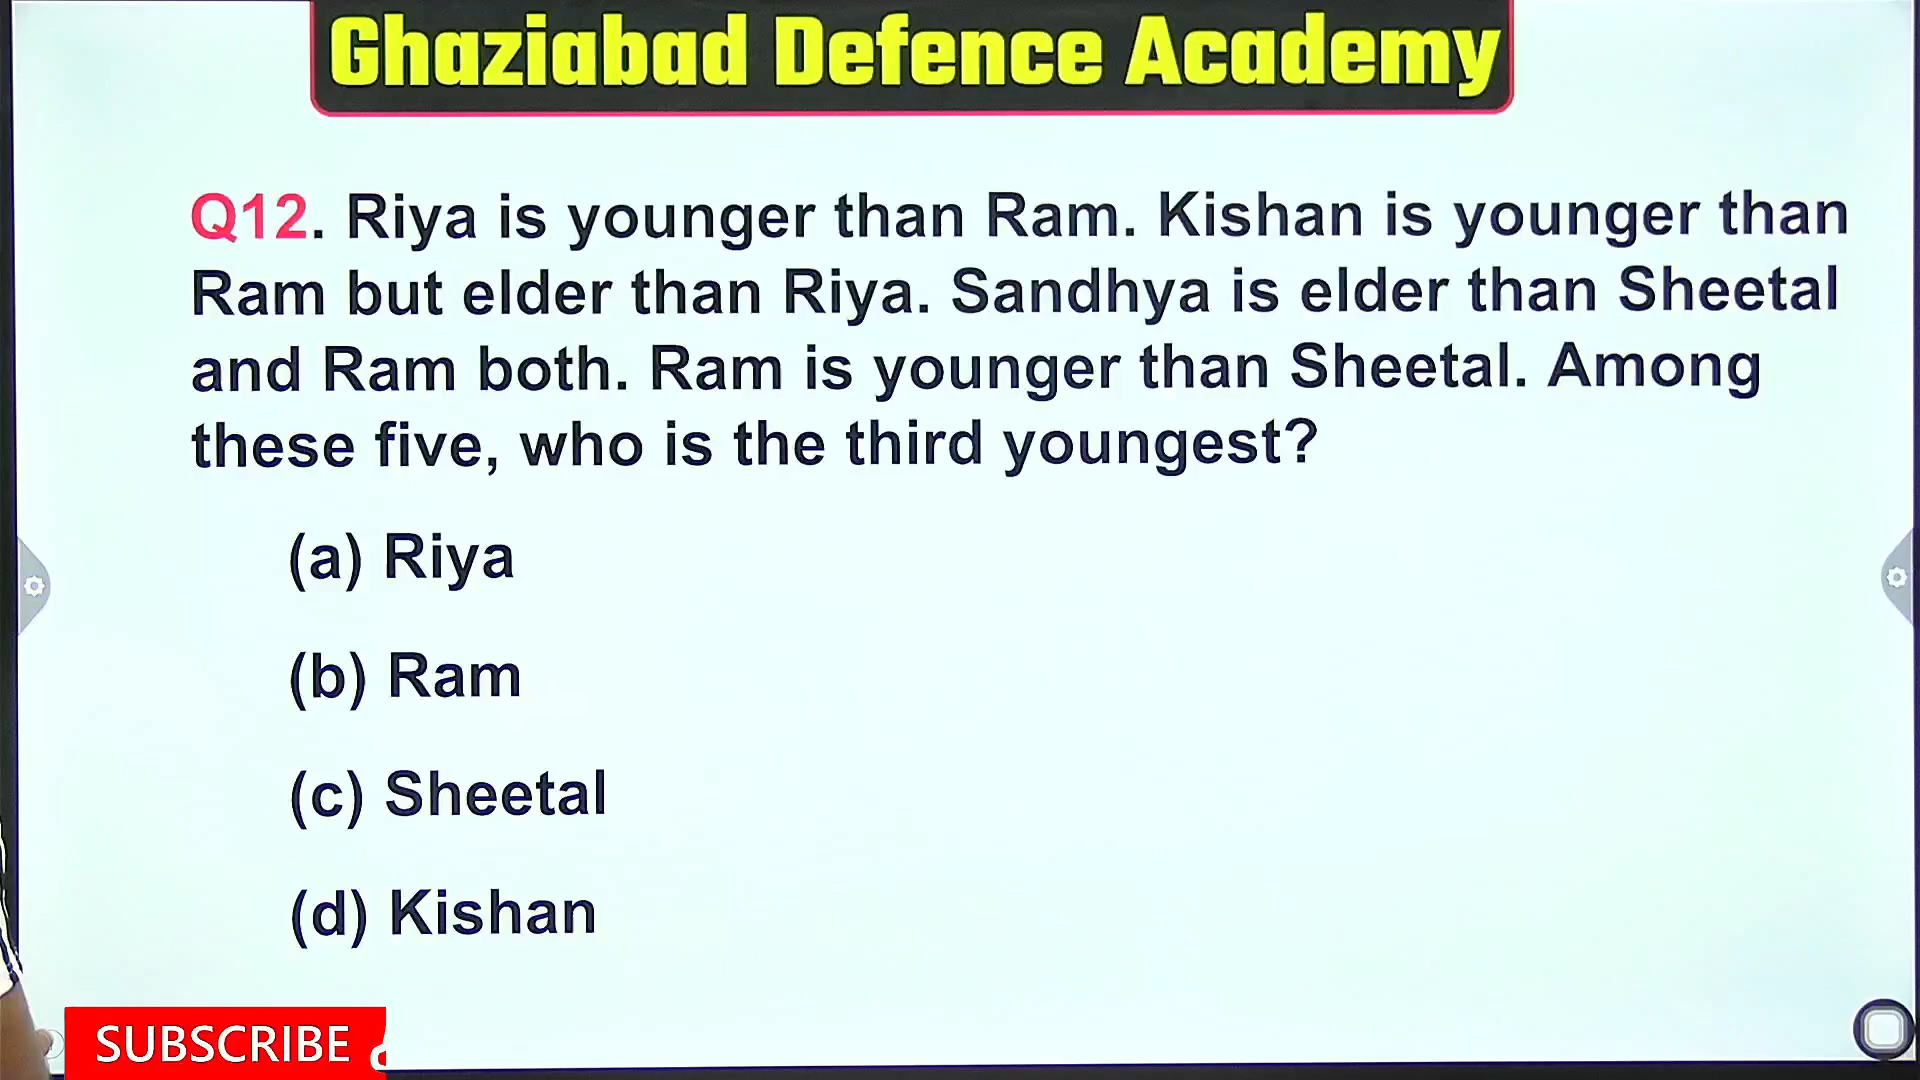 Ghaziabad Defence Academy
Q12. Riya is younger than Ram. Kishan is younger than
Ram but elder than Riya. Sandhya is elder than Sheetal
and Ram both. Ram is younger than Sheetal. Among
these five, who is the third youngest?
(a) Riya
(b) Ram
(c) Sheetal
(d) Kishan
SUBSCRIBE